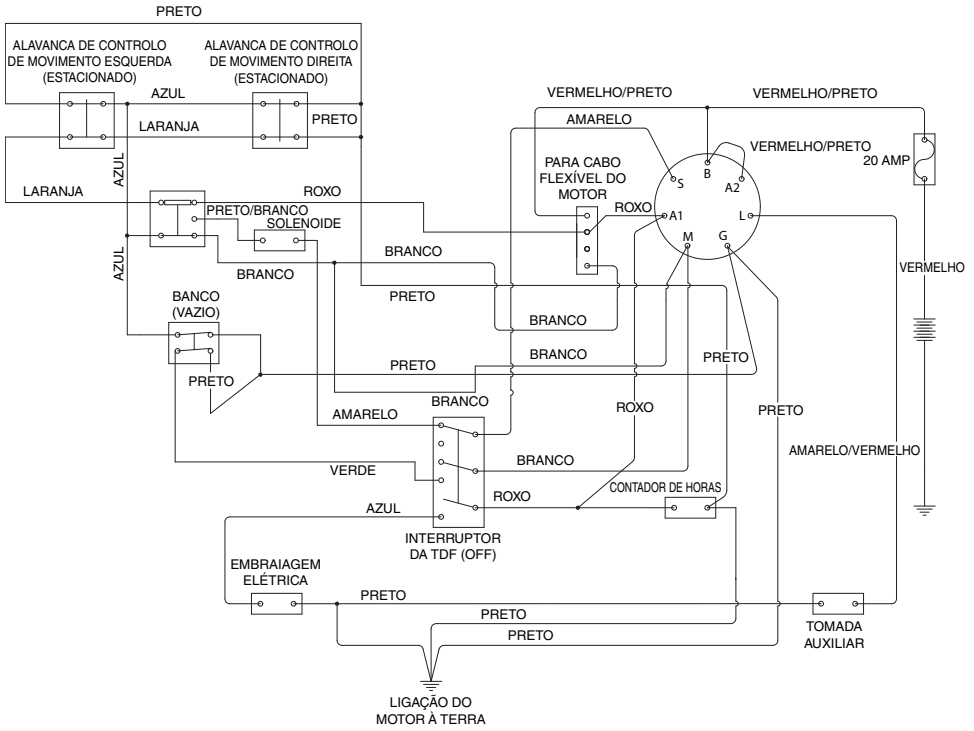 PRETO
ALAVANCA DE CONTROLO
DE MOVIMENTO ESQUERDA
(ESTACIONADO)
ALAVANCA DE CONTROLO
DE MOVIMENTO DIREITA
(ESTACIONADO)
AZUL
PRETO
LARANJA
AZUL
LARANJA
ROXO
PRETO/BRANCO
SOLENOIDE
BRANCO
BRANCO
AZUL
PRETO
VERMELHO/PRETO
VERMELHO/PRETO
AMARELO
VERMELHO/PRETO
20 AMP
PARA CABO
FLEXÍVEL DO
MOTOR
ROXO
S
B
A2
A1
L
M
G
VERMELHO
BANCO
(VAZIO)
BRANCO
BRANCO
PRETO
PRETO
PRETO
BRANCO
AMARELO
ROXO
PRETO
VERDE
BRANCO
AMARELO/VERMELHO
CONTADOR DE HORAS
ROXO
AZUL
INTERRUPTOR
DA TDF (OFF)
EMBRAIAGEM
ELÉTRICA
PRETO
PRETO
PRETO
TOMADA
AUXILIAR
LIGAÇÃO DO
MOTOR À TERRA